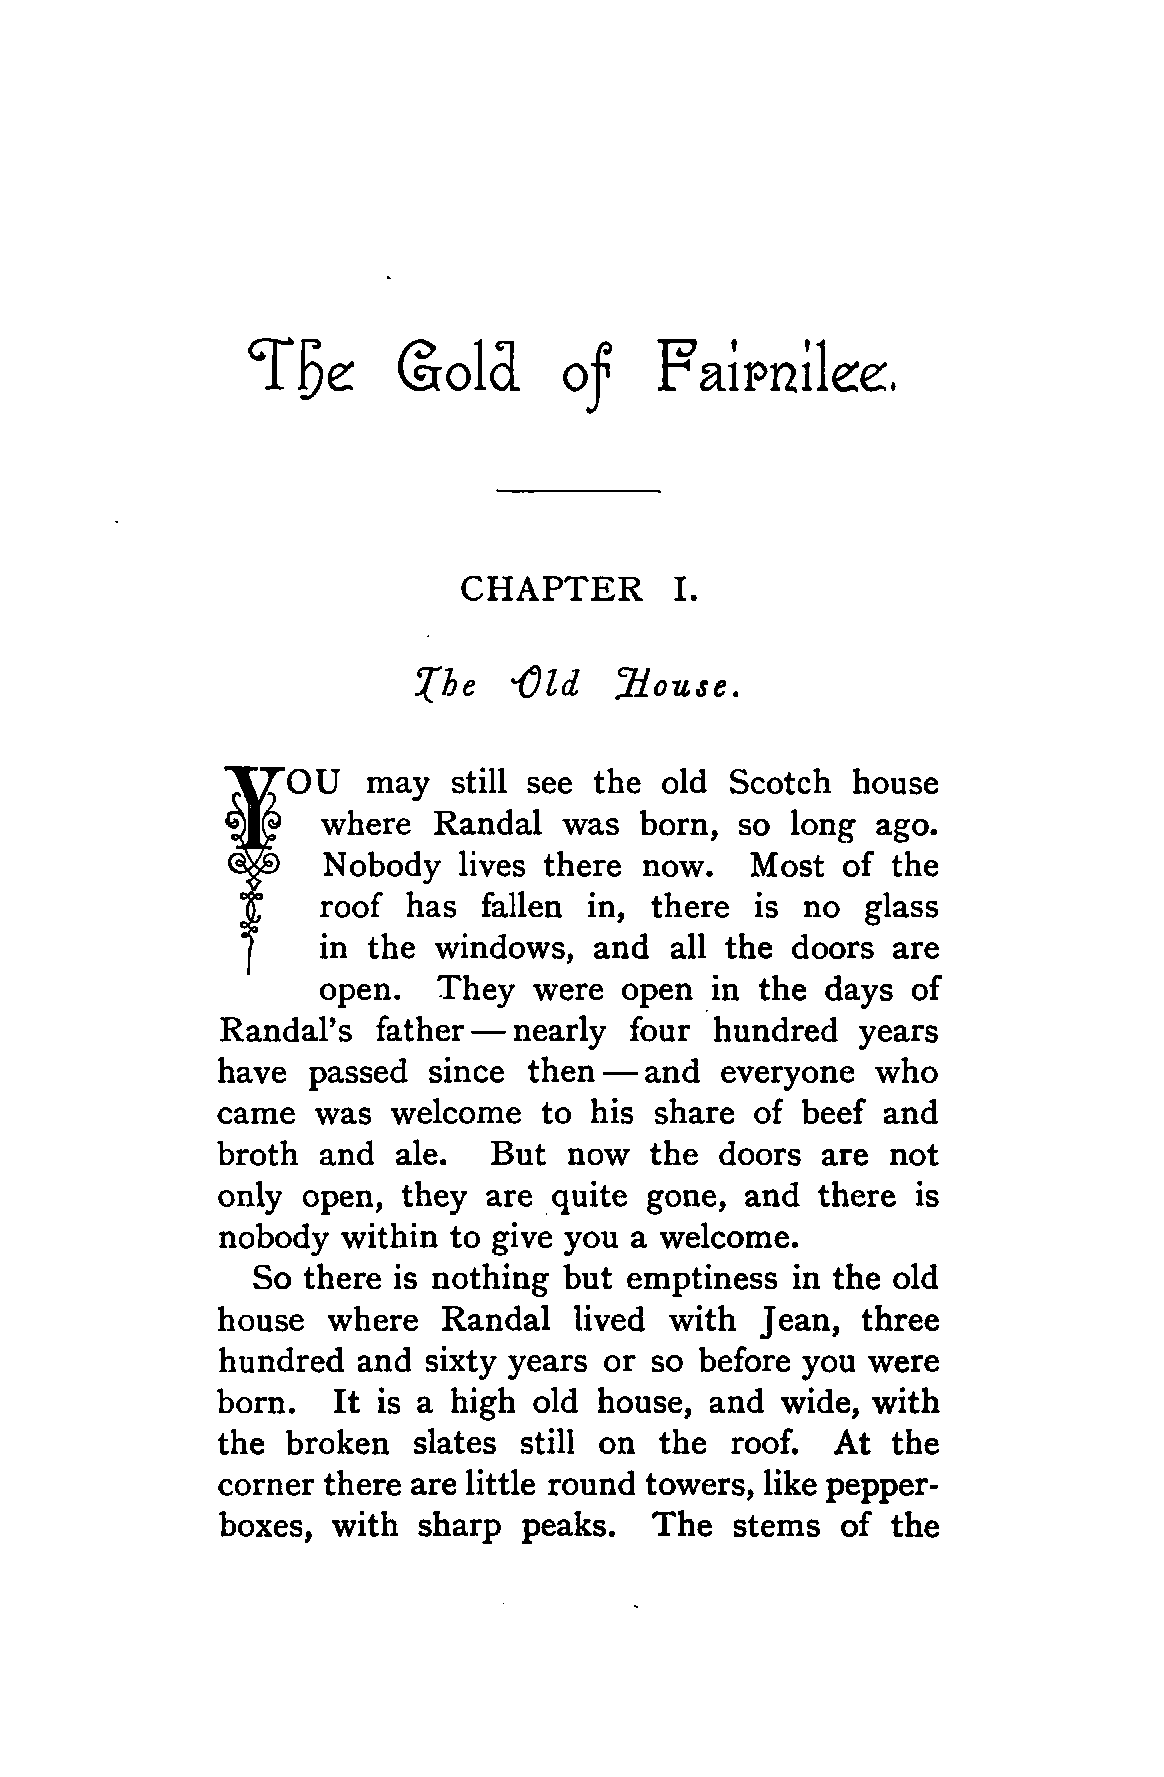 The Gold of Fairnilee.
CHAPTER I.
The Old House.
YOU may still see the old Scotch house
where Randal was born, so long ago.
Nobody lives there now. Most of the
roof has fallen in, there is no glass
in the windows, and all the doors are
open. They were open in the days of
Randal's father—nearly four hundred years
have passed since then—and everyone who
came was welcome to his share of beef and
broth and ale. But now the doors are not
only open, they are quite gone, and there is
nobody within to give you a welcome.
So there is nothing but emptiness in the old
house where Randal lived with Jean, three
hundred and sixty years or so before you were
born. It is a high old house, and wide, with
the broken slates still on the roof. At the
corner there are little round towers, like pepper-
boxes, with sharp peaks. The stems of the